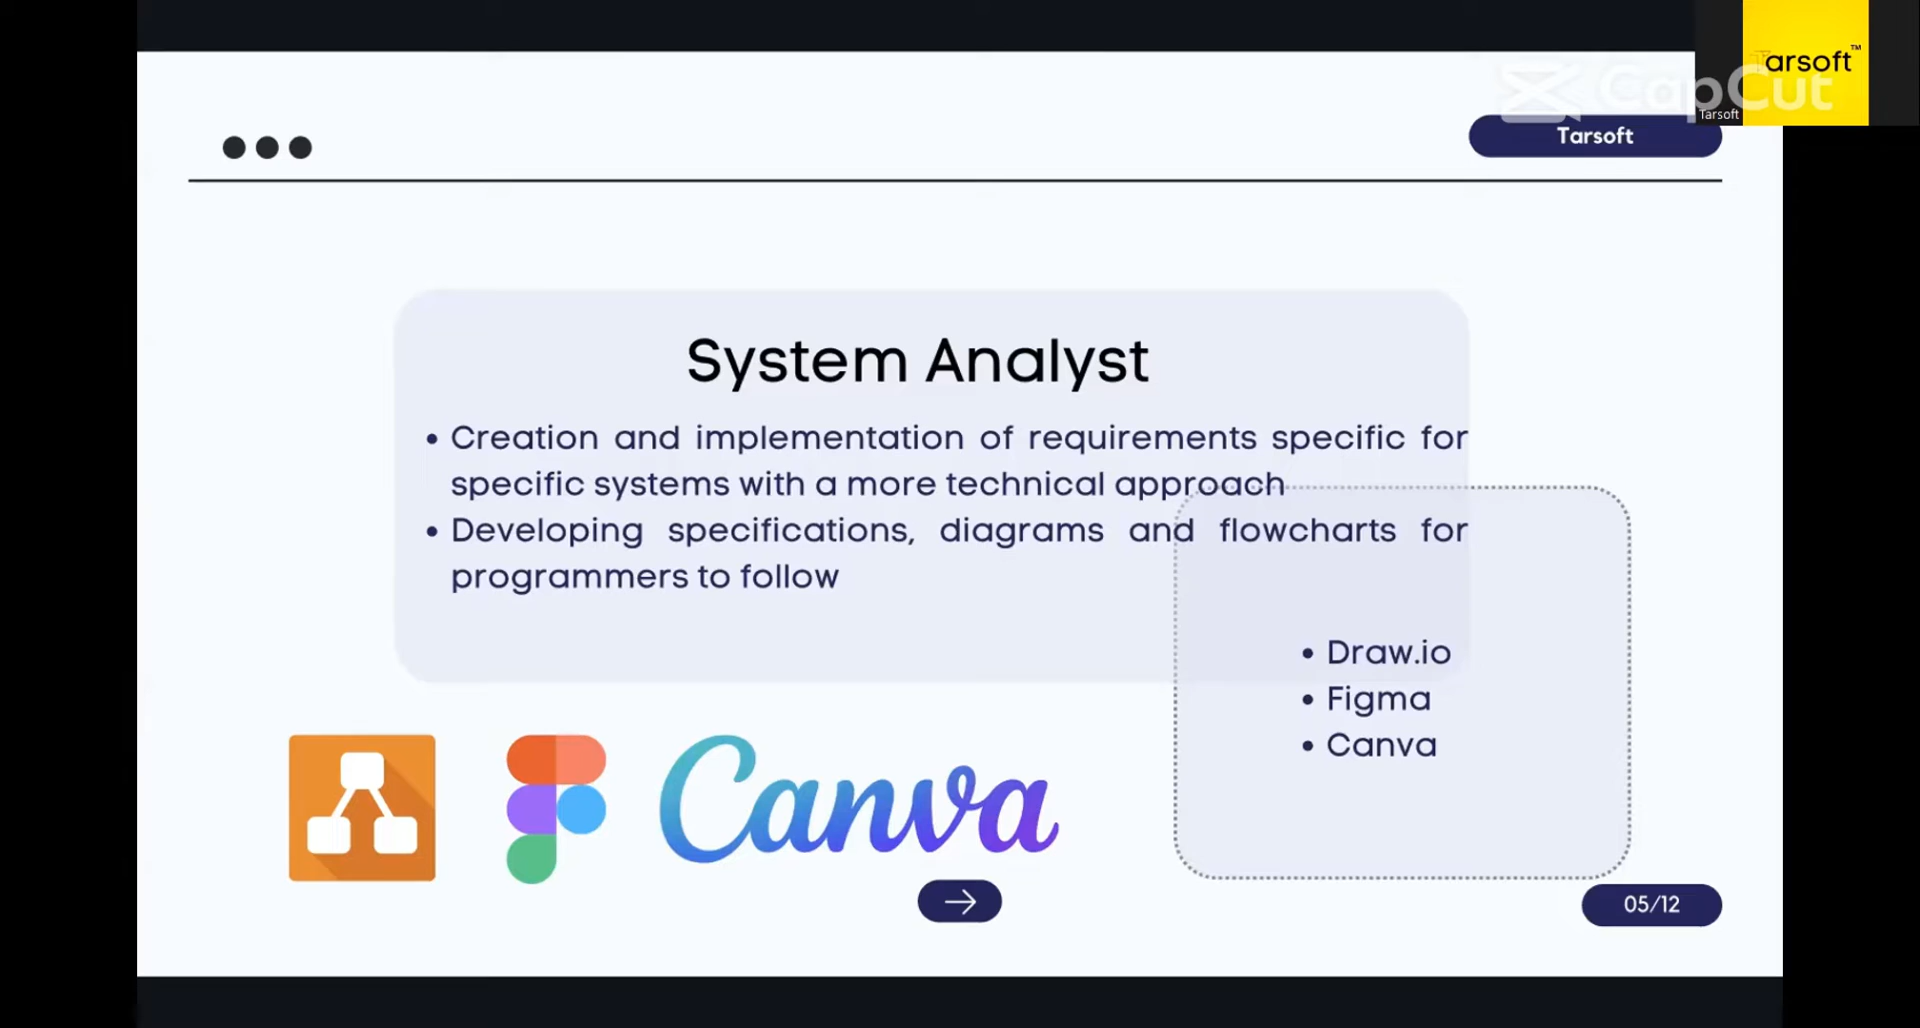 Tarsoft™
CapCut
Tarsoft
Tarsoft
System Analyst
• Creation and implementation of requirements specific for
specific systems with a more technical approach
• Developing specifications, diagrams and flowcharts for
programmers to follow
• Draw.io
• Figma
• Canva
Canva
05/12